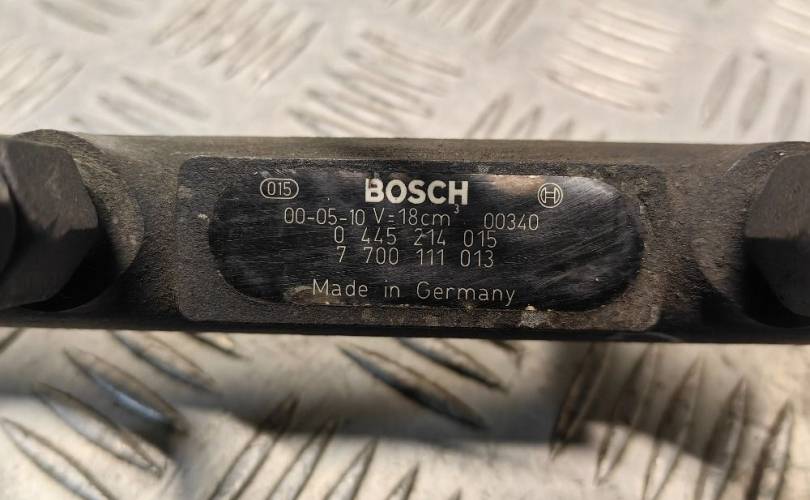 015 BOSCH
00-05-10 V=18cm³ 00340
0 445 214 015
7 700 111 013
Made in Germany